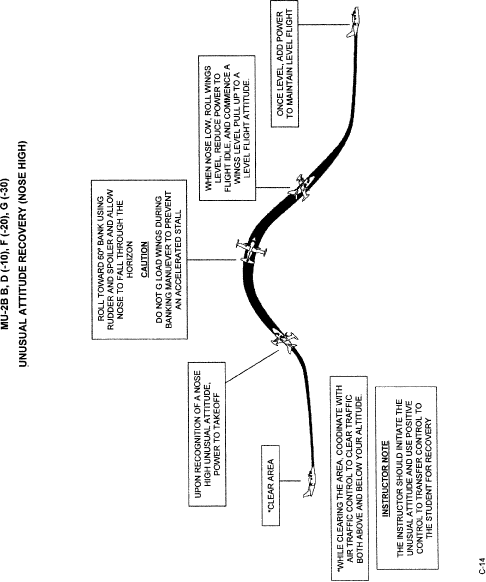 MU-2B B, D (-10), F (-20), G (-30)
UNUSUAL ATTITUDE RECOVERY (NOSE HIGH)
*CLEAR AREA
UPON RECOGNITION OF A NOSE
HIGH UNUSUAL ATTITUDE,
POWER TO TAKEOFF
ROLL TOWARD 60° BANK USING
RUDDER AND SPOILER AND ALLOW
NOSE TO FALL THROUGH THE
HORIZON
CAUTION
DO NOT G LOAD WINGS DURING
BANKING MANUEVER TO PREVENT
AN ACCELERATED STALL
WHEN NOSE LOW, ROLL WINGS
LEVEL, REDUCE POWER TO
FLIGHT IDLE, AND COMMENCE A
WINGS LEVEL PULL UP TO A
LEVEL FLIGHT ATTITUDE.
ONCE LEVEL, ADD POWER
TO MAINTAIN LEVEL FLIGHT
*WHILE CLEARING THE AREA, COODINATE WITH
AIR TRAFFIC CONTROL TO CLEAR TRAFFIC
BOTH ABOVE AND BELOW YOUR ALTITUDE.
INSTRUCTOR NOTE
THE INSTRUCTOR SHOULD INITIATE THE
UNUSUAL ATTITUDE AND USE POSITIVE
CONTROL TO TRANSFER CONTROL TO
THE STUDENT FOR RECOVERY
C-14